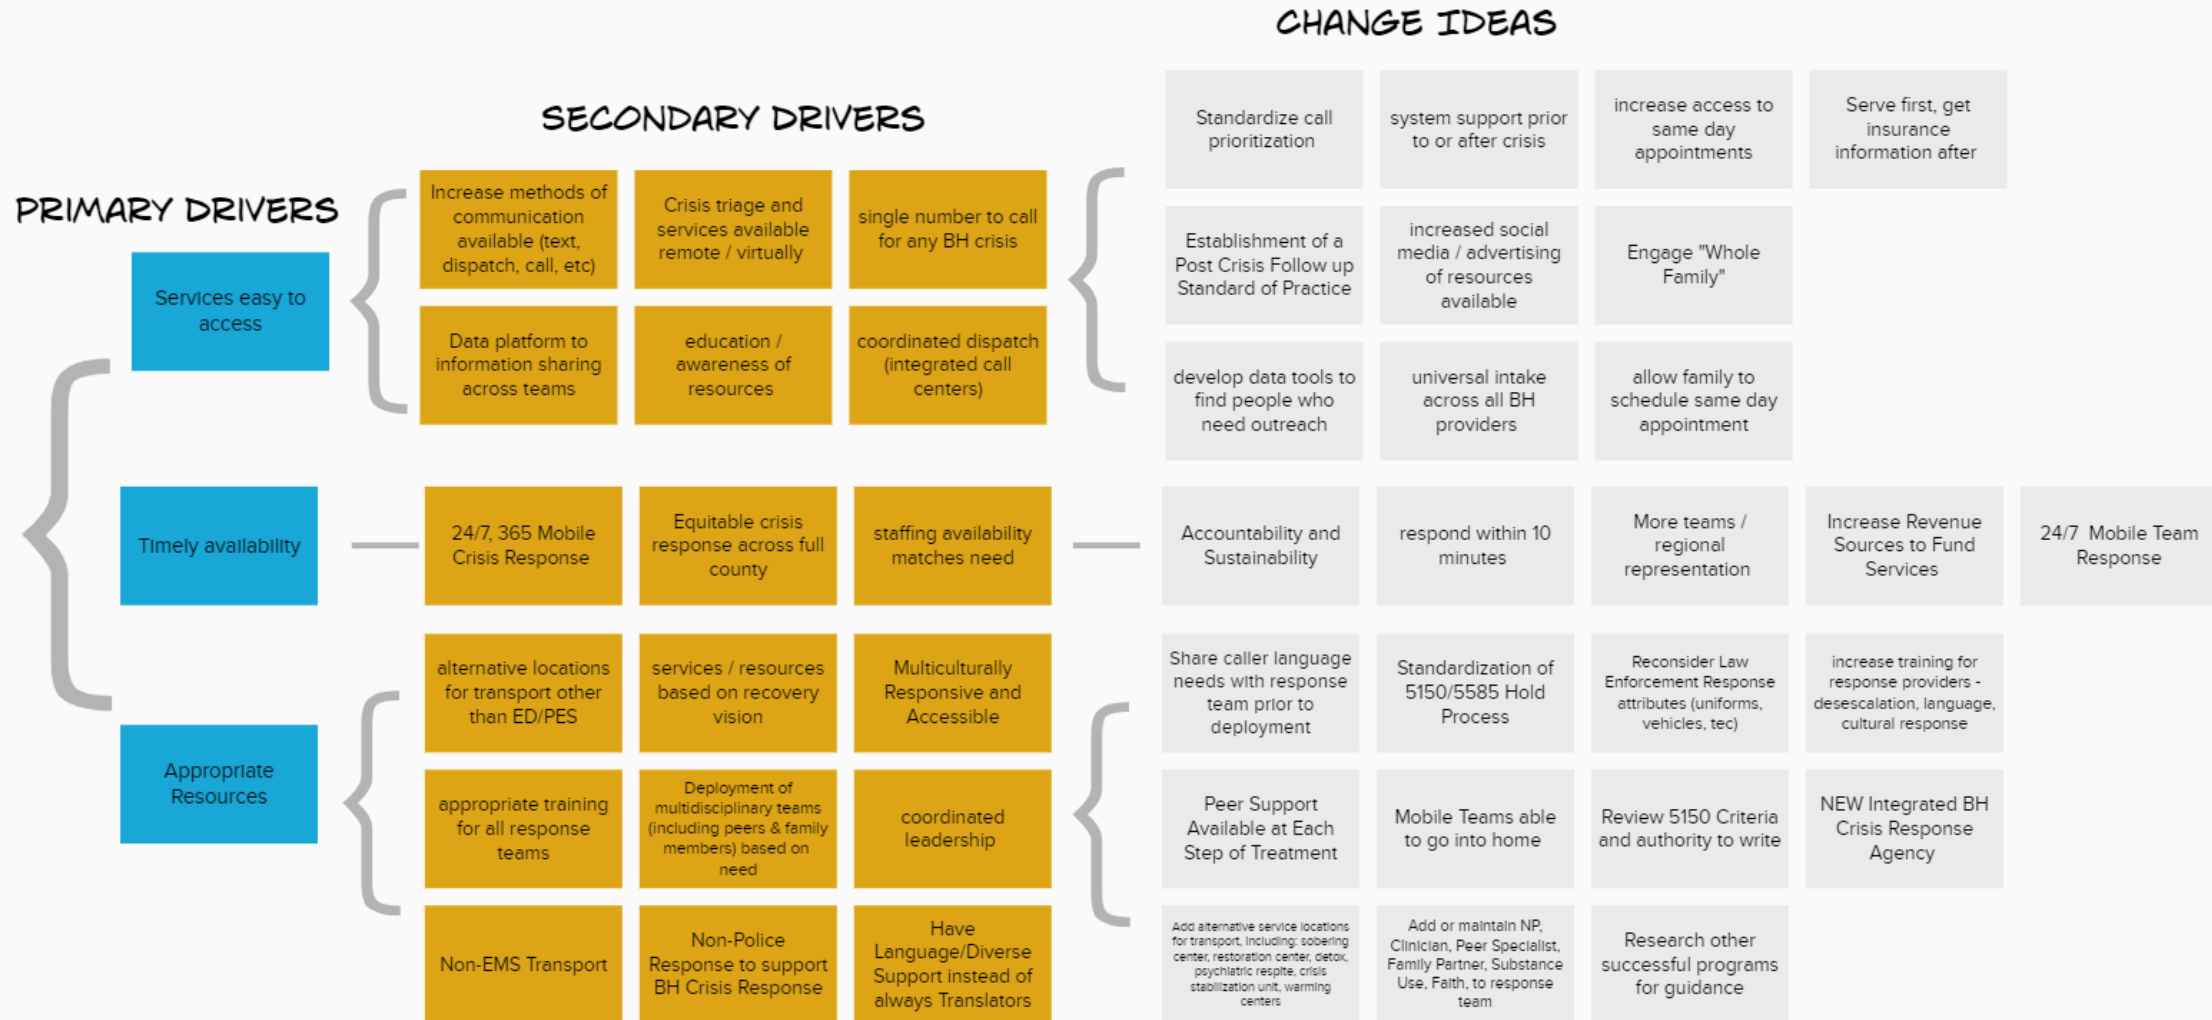 CHANGE IDEAS
SECONDARY DRIVERS
PRIMARY DRIVERS
Services easy to
access
Increase methods of
communication
available (text,
dispatch, call, etc)
Crisis triage and
services available
remote / virtually
single number to call
for any BH crisis
Data platform to
information sharing
across teams
education /
awareness of
resources
coordinated dispatch
(integrated call
centers)
Standardize call
prioritization
system support prior
to or after crisis
increase access to
same day
appointments
Serve first, get
insurance
information after
Establishment of a
Post Crisis Follow up
Standard of Practice
increased social
media / advertising
of resources
available
Engage "Whole
Family"
develop data tools to
find people who
need outreach
universal intake
across all BH
providers
allow family to
schedule same day
appointment
Timely availability
24/7, 365 Mobile
Crisis Response
Equitable crisis
response across full
county
staffing availability
matches need
Accountability and
Sustainability
respond within 10
minutes
More teams /
regional
representation
Increase Revenue
Sources to Fund
Services
24/7 Mobile Team
Response
Appropriate
Resources
alternative locations
for transport other
than ED/PES
services / resources
based on recovery
vision
Multiculturally
Responsive and
Accessible
appropriate training
for all response
teams
Deployment of
multidisciplinary teams
(including peers & family
members) based on
need
coordinated
leadership
Non-EMS Transport
Non-Police
Response to support
BH Crisis Response
Have
Language/Diverse
Support instead of
always Translators
Share caller language
needs with response
team prior to
deployment
Standardization of
5150/5585 Hold
Process
Reconsider Law
Enforcement Response
attributes (uniforms,
vehicles, tec)
increase training for
response providers -
desescalation, language,
cultural response
Peer Support
Available at Each
Step of Treatment
Mobile Teams able
to go into home
Review 5150 Criteria
and authority to write
NEW Integrated BH
Crisis Response
Agency
Add alternative service locations
for transport, including: sobering
center, restoration center, detox,
psychiatric respite, crisis
stabilization unit, warming
centers
Add or maintain NP,
Clinician, Peer Specialist,
Family Partner, Substance
Use, Faith, to response
team
Research other
successful programs
for guidance